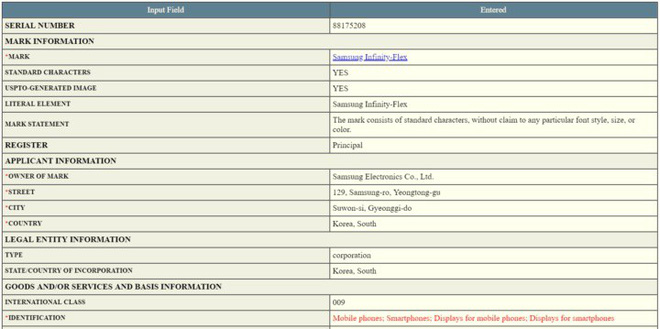 Input Field Entered
SERIAL NUMBER 88175208
MARK INFORMATION
*MARK Samsung Infinity-Flex
STANDARD CHARACTERS YES
USPTO-GENERATED IMAGE YES
LITERAL ELEMENT Samsung Infinity-Flex
MARK STATEMENT The mark consists of standard characters, without claim to any particular font style, size, or
color.
REGISTER Principal
APPLICANT INFORMATION
*OWNER OF MARK Samsung Electronics Co., Ltd.
*STREET 129, Samsung-ro, Yeongtong-gu
*CITY Suwon-si, Gyeonggi-do
*COUNTRY Korea, South
LEGAL ENTITY INFORMATION
TYPE corporation
STATE/COUNTRY OF INCORPORATION Korea, South
GOODS AND/OR SERVICES AND BASIS INFORMATION
INTERNATIONAL CLASS 009
*IDENTIFICATION Mobile phones; Smartphones; Displays for mobile phones; Displays for smartphones